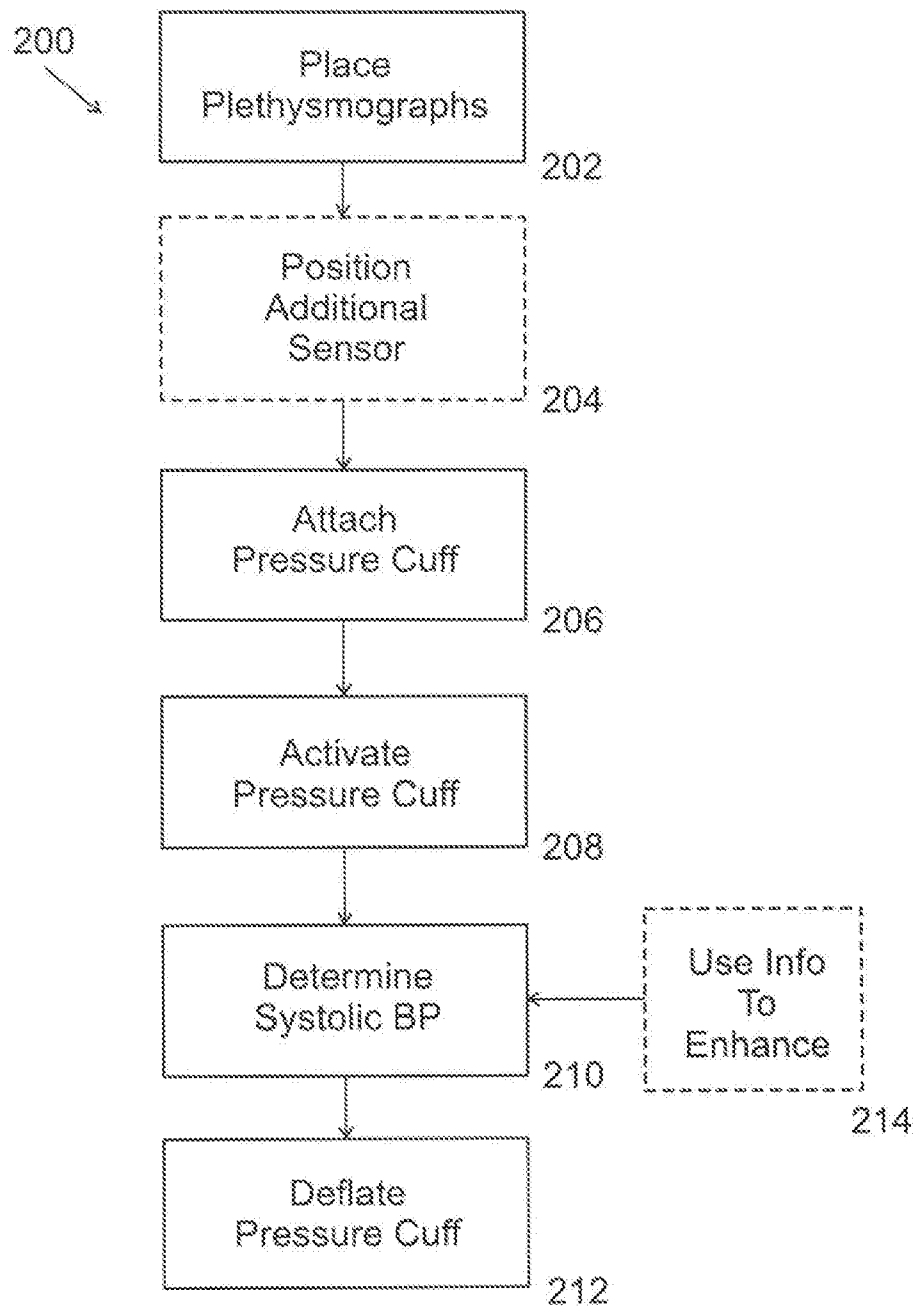 200
Place
Plethysmographs
202
Position
Additional
Sensor
204
Attach
Pressure Cuff
206
Activate
Pressure Cuff
208
Determine
Systolic BP
210
Use Info
To
Enhance
214
Deflate
Pressure Cuff
212